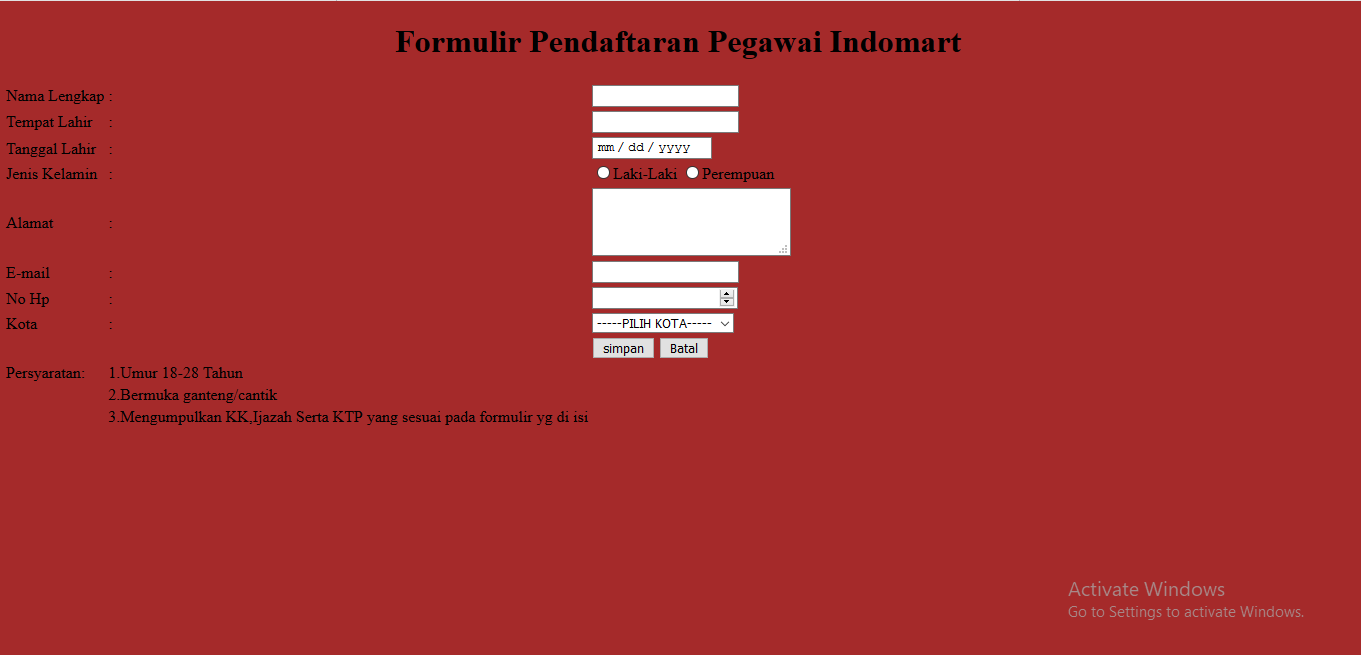 Formulir Pendaftaran Pegawai Indomart
Nama Lengkap :
Tempat Lahir :
Tanggal Lahir : mm / dd / yyyy
Jenis Kelamin : Laki-Laki Perempuan
Alamat :
E-mail :
No Hp :
Kota : -----PILIH KOTA-----
simpan Batal
Persyaratan: 1.Umur 18-28 Tahun
2.Bermuka ganteng/cantik
3.Mengumpulkan KK,Ijazah Serta KTP yang sesuai pada formulir yg di isi
Activate Windows
Go to Settings to activate Windows.